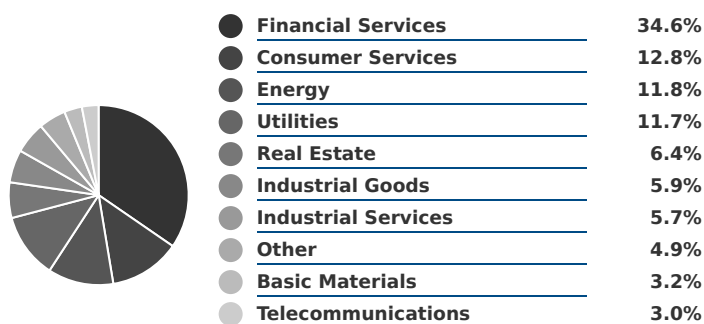 Financial Services 34.6%
Consumer Services 12.8%
Energy 11.8%
Utilities 11.7%
Real Estate 6.4%
Industrial Goods 5.9%
Industrial Services 5.7%
Other 4.9%
Basic Materials 3.2%
Telecommunications 3.0%